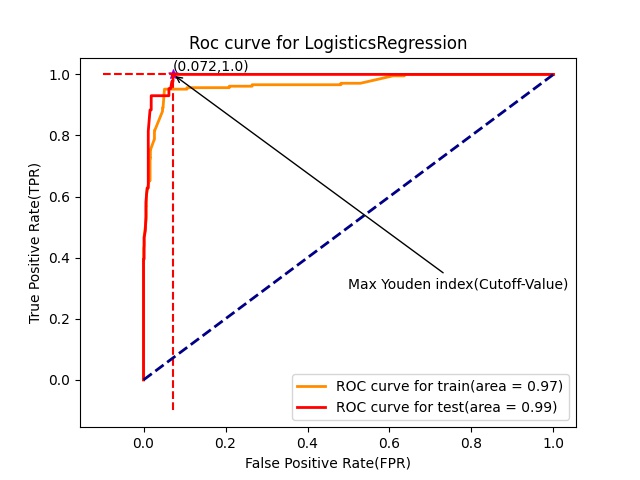 Roc curve for LogisticsRegression
(0.072,1.0)
1.0
0.8
0.6
0.4
0.2
0.0
True Positive Rate(TPR)
Max Youden index(Cutoff-Value)
ROC curve for train(area = 0.97)
ROC curve for test(area = 0.99)
0.0 0.2 0.4 0.6 0.8 1.0
False Positive Rate(FPR)